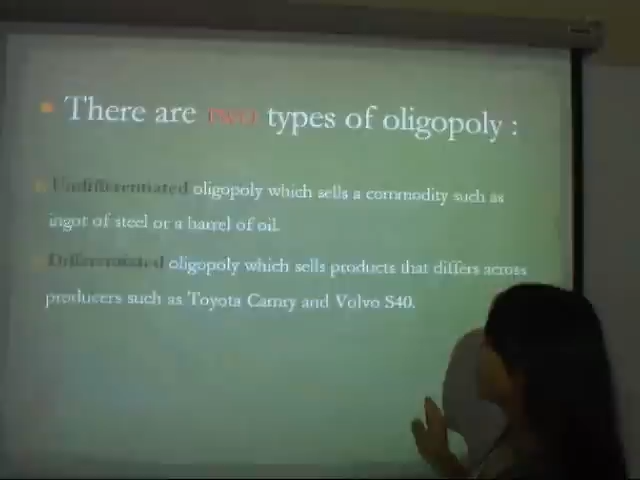 There are two types of oligopoly :
Undifferentiated oligopoly which sells a commodity such as
ingot of steel or a barrel of oil.
Differentiated oligopoly which sells products that differs across
producers such as Toyota Camry and Volvo S40.